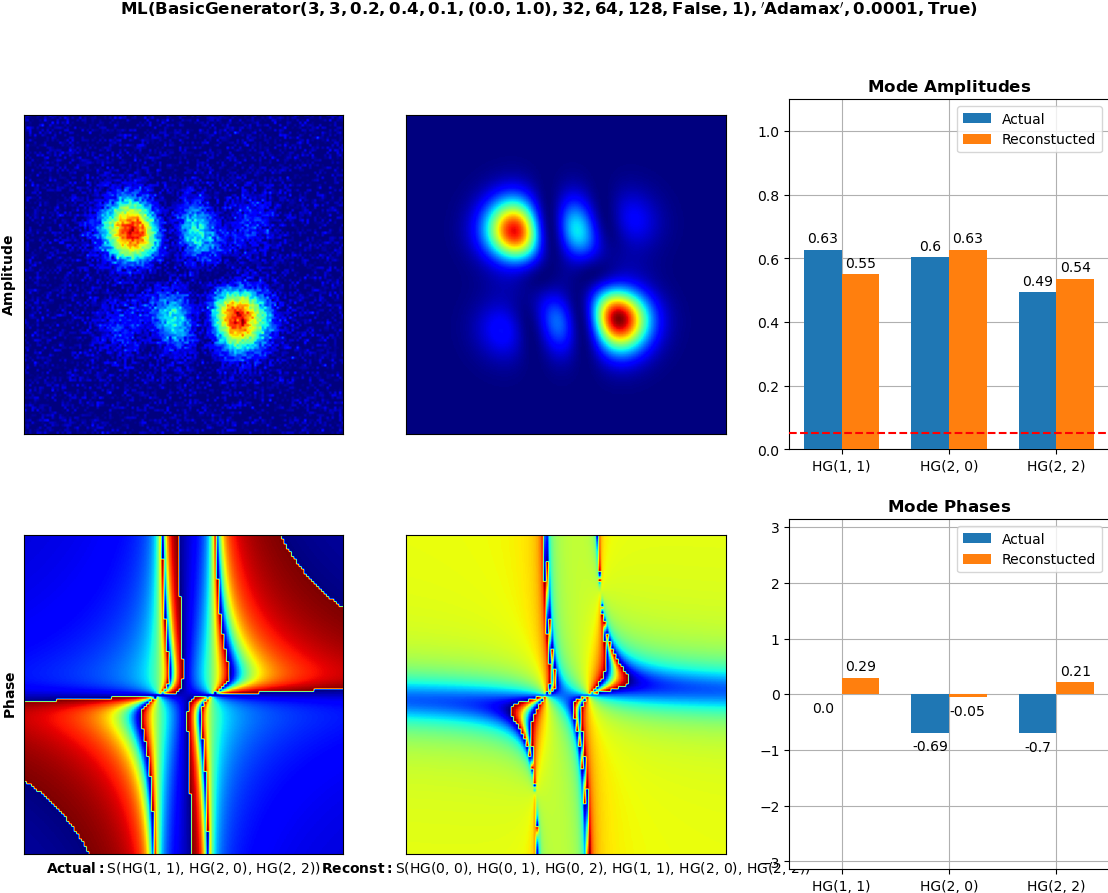 ML(BasicGenerator(3, 3, 0.2, 0.4, 0.1, (0.0, 1.0), 32, 64, 128, False, 1), ′Adamax′, 0.0001, True)
Amplitude
Mode Amplitudes
Actual
Reconstucted
1.0
0.8
0.6
0.4
0.2
0.0
0.63
0.55
0.6
0.63
0.49
0.54
HG(1, 1)
HG(2, 0)
HG(2, 2)
Phase
Actual: S(HG(1, 1), HG(2, 0), HG(2, 2))
Reconst: S(HG(0, 0), HG(0, 1), HG(0, 2), HG(1, 1), HG(2, 0), HG(2, 2))
Mode Phases
Actual
Reconstucted
3
2
1
0
−1
−2
−3
0.0
0.29
-0.69
-0.05
-0.7
0.21
HG(1, 1)
HG(2, 0)
HG(2, 2)